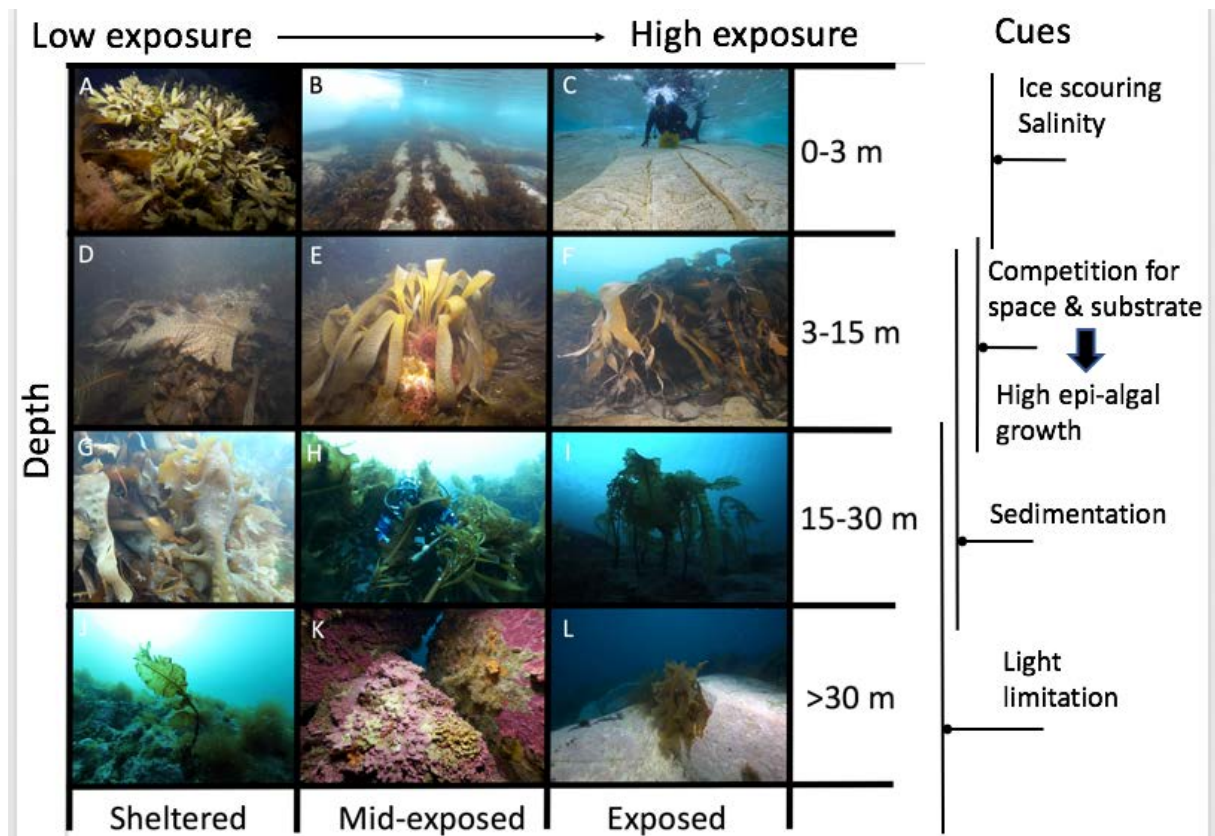 Low exposure
High exposure
Cues
A
B
C
0-3 m
Ice scouring
Salinity
D
E
F
3-15 m
Competition for
space & substrate
High epi-algal
growth
Depth
G
H
I
15-30 m
Sedimentation
J
K
L
>30 m
Light
limitation
Sheltered
Mid-exposed
Exposed